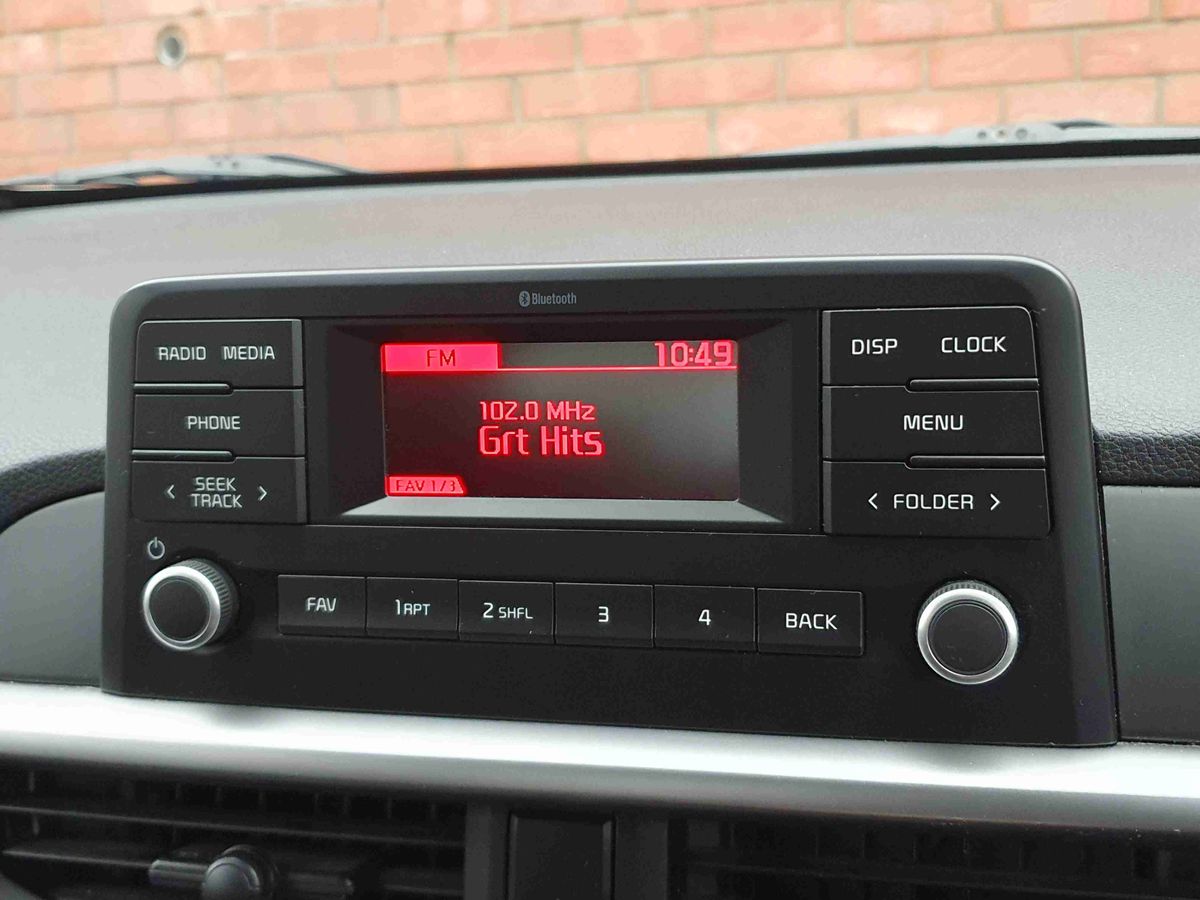 Bluetooth
RADIO MEDIA
PHONE
< SEEK TRACK >
FM 10:49
102.0 MHz
Grt Hits
FAV 1/3
DISP CLOCK
MENU
< FOLDER >
FAV 1 RPT 2 SHFL 3 4 BACK